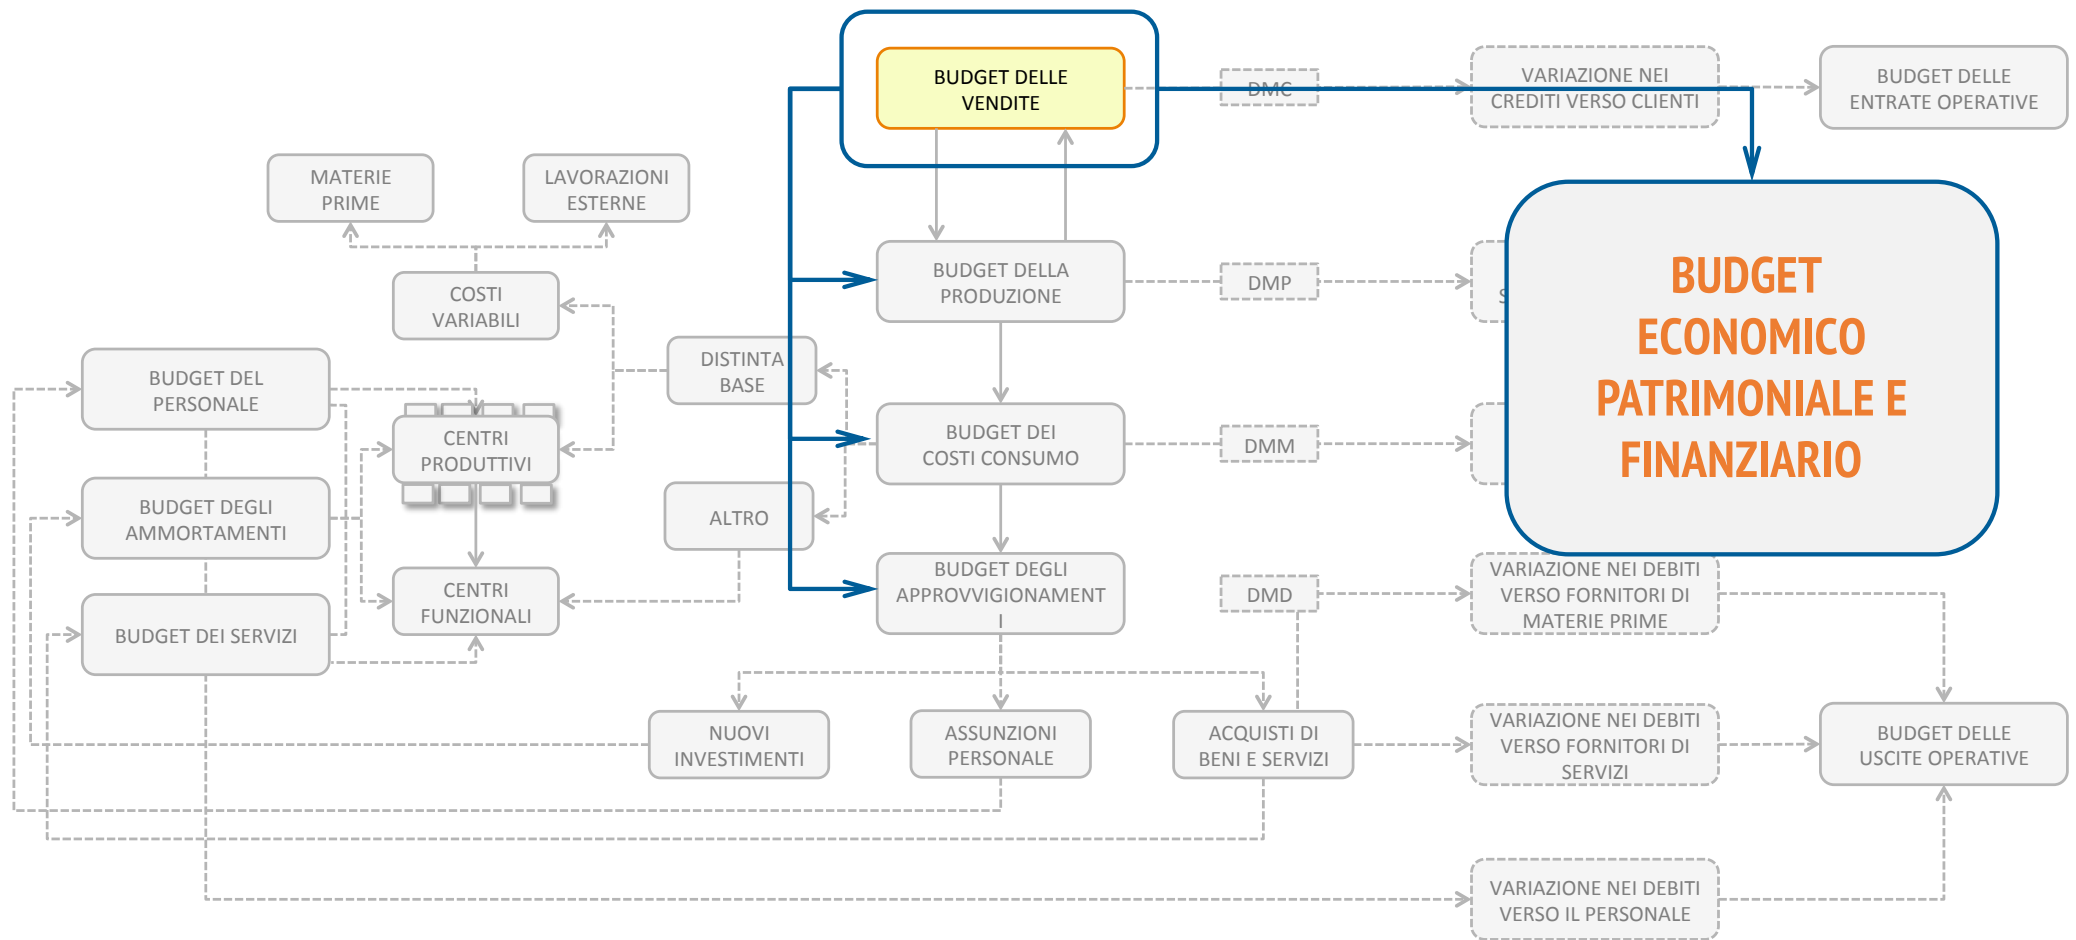 BUDGET DELLE
VENDITE
DMC
VARIAZIONE NEI
CREDITI VERSO CLIENTI
BUDGET DELLE
ENTRATE OPERATIVE
MATERIE
PRIME
LAVORAZIONI
ESTERNE
COSTI
VARIABILI
BUDGET DELLA
PRODUZIONE
DMP
S
BUDGET
ECONOMICO
PATRIMONIALE E
FINANZIARIO
BUDGET DEL
PERSONALE
DISTINTA
BASE
CENTRI
PRODUTTIVI
BUDGET DEI
COSTI CONSUMO
DMM
BUDGET DEGLI
AMMORTAMENTI
ALTRO
CENTRI
FUNZIONALI
BUDGET DEGLI
APPROVVIGIONAMENT
I
DMD
VARIAZIONE NEI DEBITI
VERSO FORNITORI DI
MATERIE PRIME
BUDGET DEI SERVIZI
NUOVI
INVESTIMENTI
ASSUNZIONI
PERSONALE
ACQUISTI DI
BENI E SERVIZI
VARIAZIONE NEI DEBITI
VERSO FORNITORI DI
SERVIZI
BUDGET DELLE
USCITE OPERATIVE
VARIAZIONE NEI DEBITI
VERSO IL PERSONALE